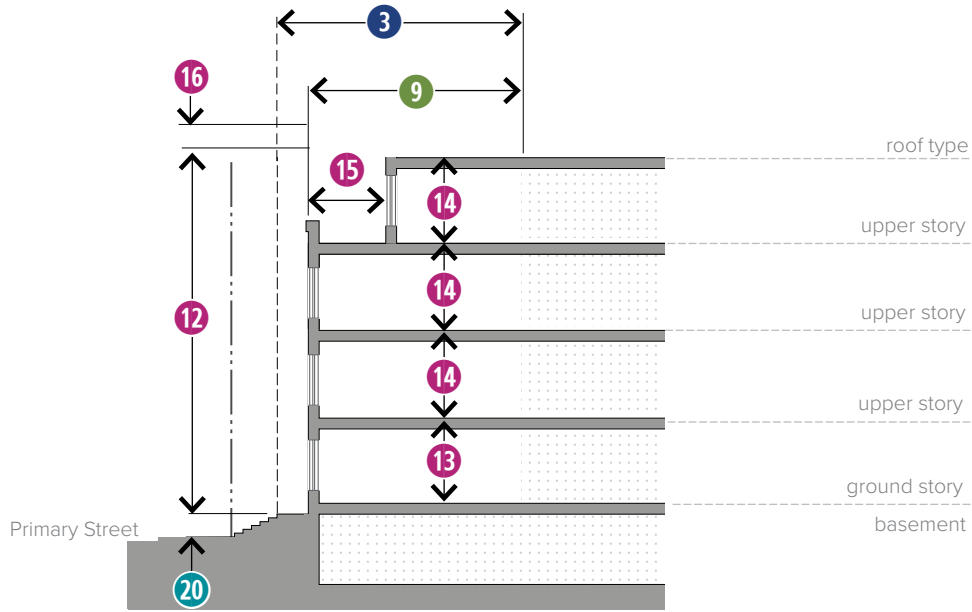 3
16
9
roof type
15
14
upper story
14
12
upper story
14
upper story
13
ground story
Primary Street
basement
20